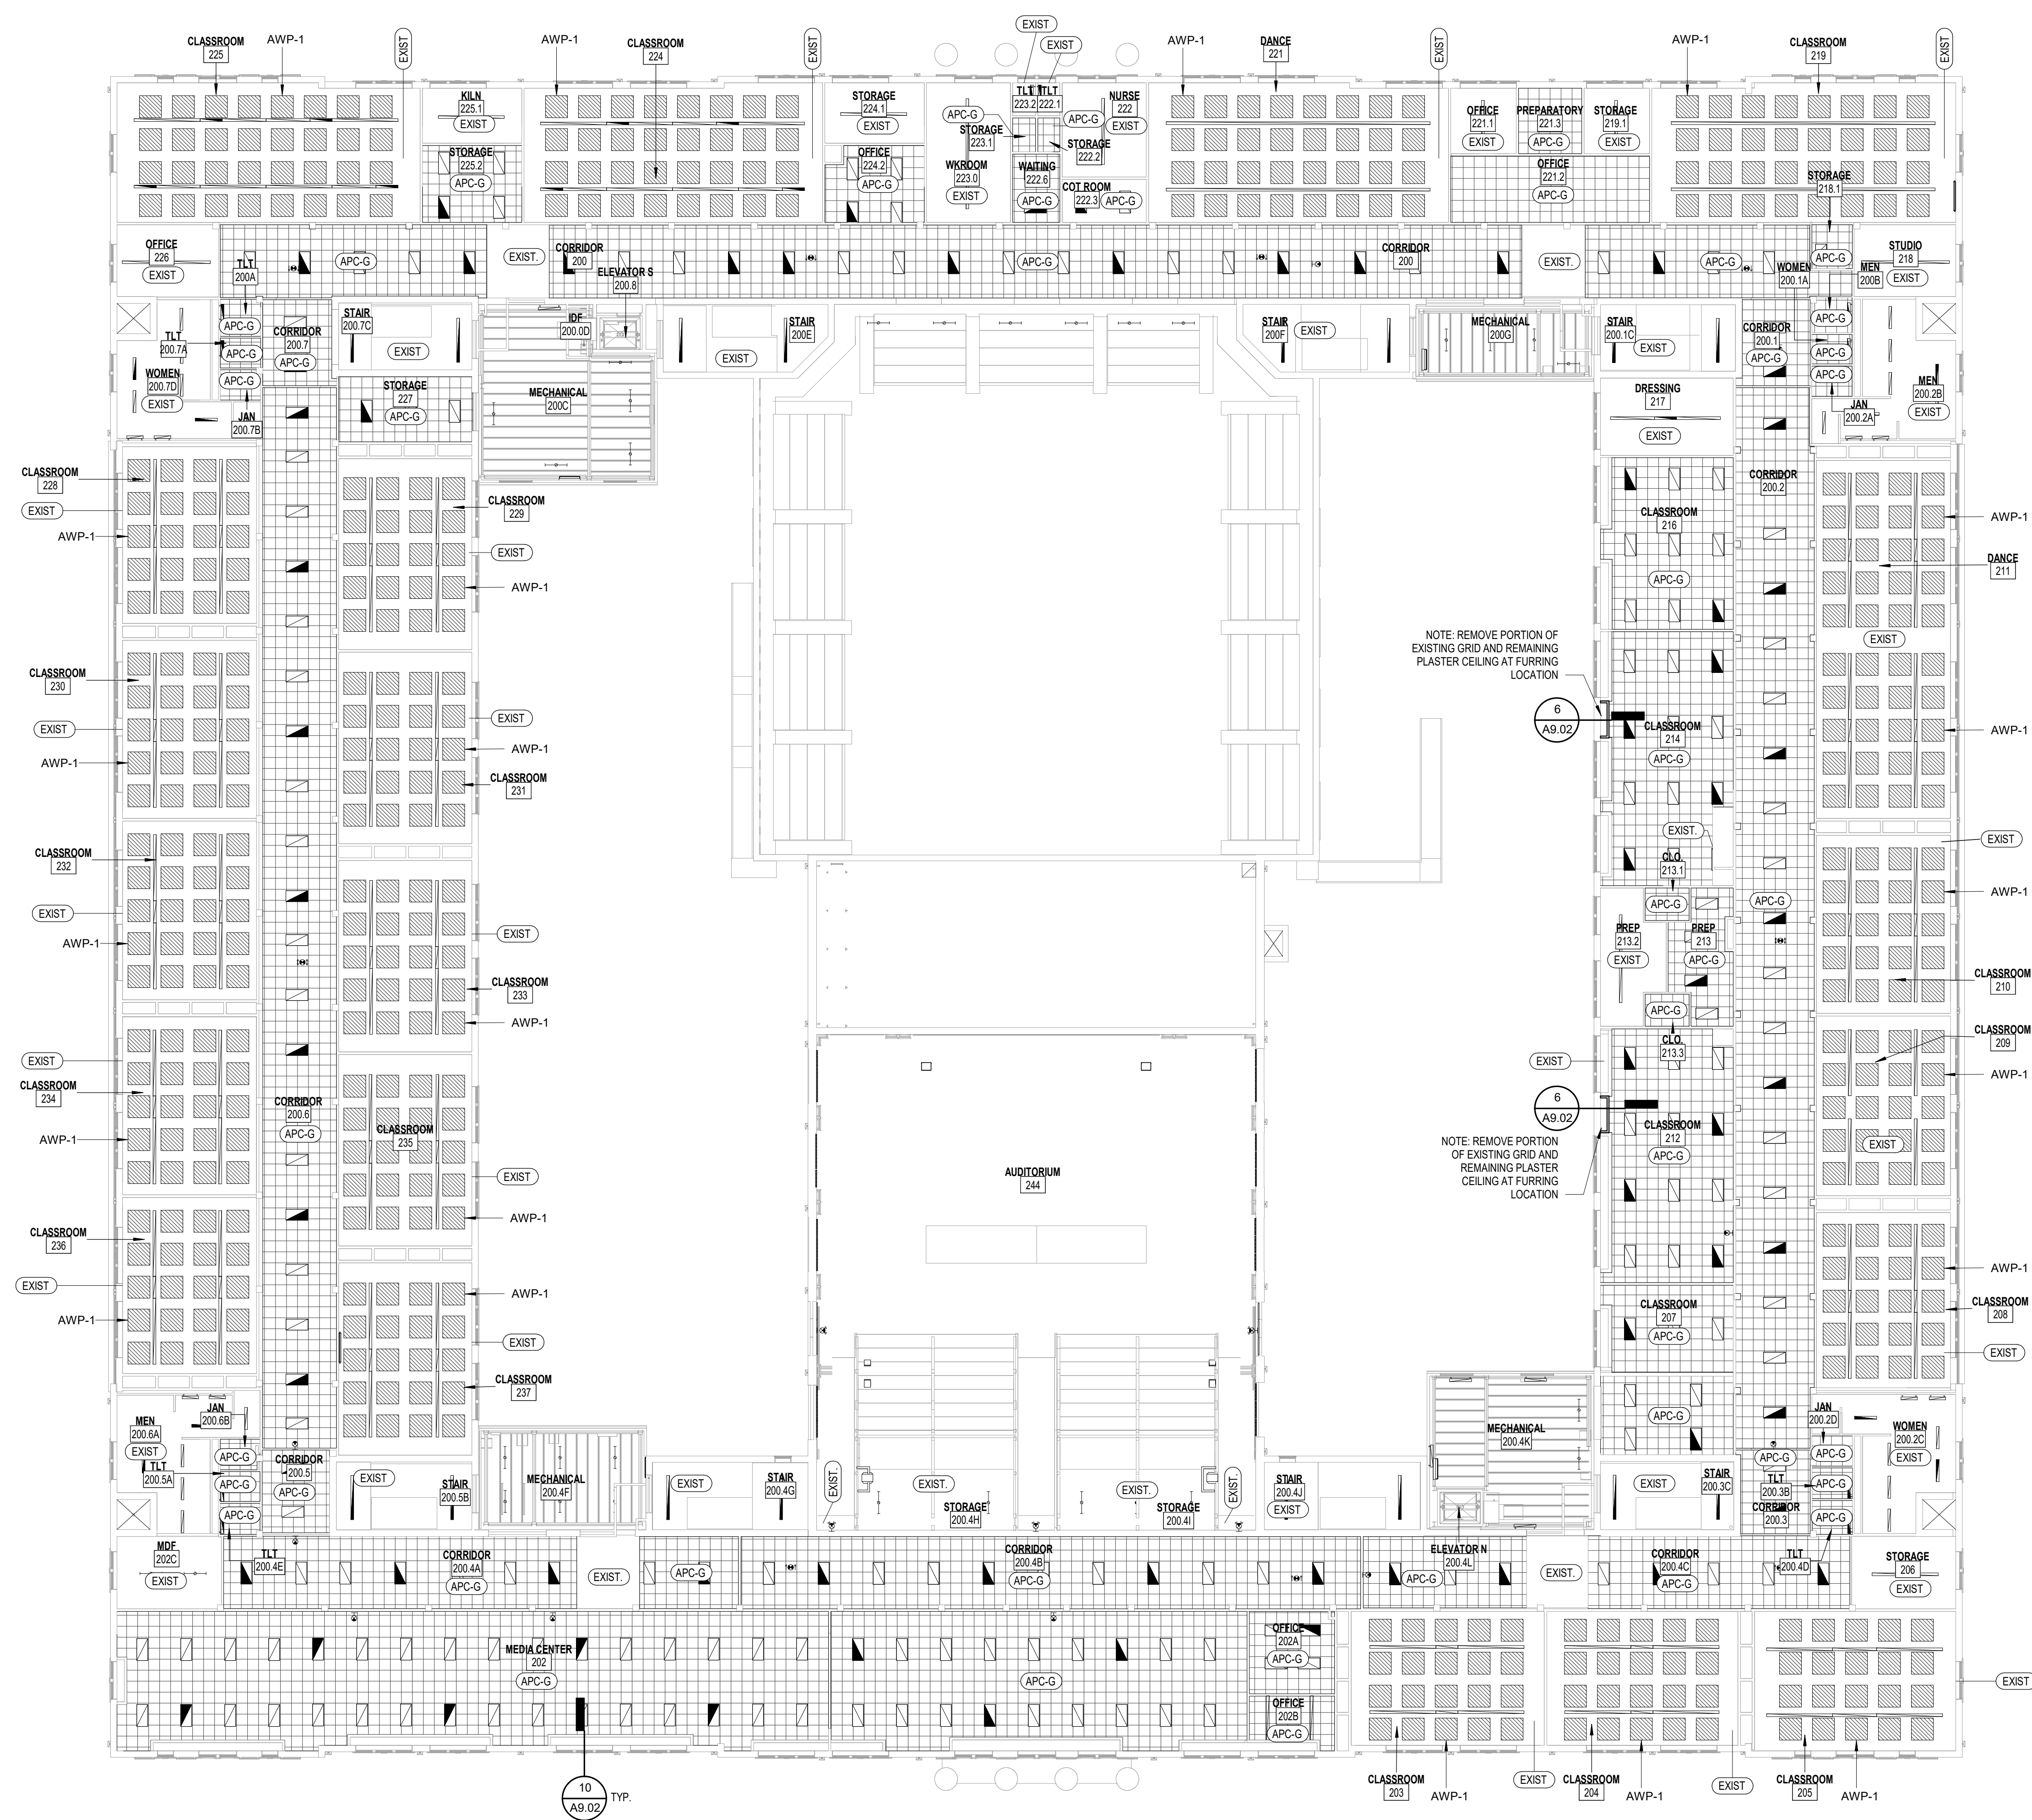 EXIST
EXIST
CLASSROOM
225
AWP-1
EXIST
AWP-1
CLASSROOM
224
EXIST
AWP-1
DANCE
221
EXIST
AWP-1
CLASSROOM
219
EXIST
KILN
225.1
EXIST
STORAGE
225.2
APC-G
STORAGE
224.1
EXIST
OFFICE
224.2
APC-G
TLT
223.2
TLT
222.1
NURSE
222
EXIST
APC-G
APC-G
STORAGE
223.1
STORAGE
222.2
WKROOM
223.0
EXIST
WAITING
222.6
APC-G
COT ROOM
222.3
APC-G
OFFICE
221.1
EXIST
PREPARATORY
221.3
APC-G
STORAGE
219.1
EXIST
OFFICE
221.2
APC-G
STORAGE
218.1
OFFICE
226
EXIST
TLT
200A
APC-G
EXIST.
CORRIDOR
200
ELEVATOR S
200.8
APC-G
CORRIDOR
200
EXIST.
APC-G
WOMEN
200.1A
APC-G
MEN
200B
STUDIO
218
EXIST
TLT
200.7A
APC-G
APC-G
APC-G
CORRIDOR
200.7
APC-G
STAIR
200.7C
EXIST
IDF
200.0D
STAIR
200E
EXIST
STAIR
200F
EXIST
MECHANICAL
200G
STAIR
200.1C
EXIST
CORRIDOR
200.1
APC-G
APC-G
APC-G
APC-G
WOMEN
200.7D
EXIST
JAN
200.7B
STORAGE
227
APC-G
MECHANICAL
200C
DRESSING
217
EXIST
JAN
200.2A
MEN
200.2B
EXIST
CLASSROOM
228
EXIST
AWP-1
CLASSROOM
229
EXIST
AWP-1
CLASSROOM
216
APC-G
CORRIDOR
200.2
AWP-1
DANCE
211
EXIST
NOTE: REMOVE PORTION OF
EXISTING GRID AND REMAINING
PLASTER CEILING AT FURRING
LOCATION
6
A9.02
CLASSROOM
230
EXIST
AWP-1
EXIST
AWP-1
CLASSROOM
231
CLASSROOM
214
APC-G
AWP-1
EXIST.
CLO.
213.1
APC-G
EXIST
AWP-1
CLASSROOM
232
EXIST
AWP-1
EXIST
CLASSROOM
233
AWP-1
PREP
213.2
EXIST
PREP
213
APC-G
APC-G
APC-G
CLASSROOM
210
CLO.
213.3
EXIST
CLASSROOM
209
AWP-1
EXIST
EXIST
CLASSROOM
234
AWP-1
CORRIDOR
200.6
APC-G
CLASSROOM
235
EXIST
AWP-1
AUDITORIUM
244
6
A9.02
NOTE: REMOVE PORTION
OF EXISTING GRID AND
REMAINING PLASTER
CEILING AT FURRING
LOCATION
CLASSROOM
212
APC-G
CLASSROOM
236
EXIST
AWP-1
AWP-1
EXIST
CLASSROOM
237
CLASSROOM
207
APC-G
APC-G
AWP-1
CLASSROOM
208
EXIST
MEN
200.6A
EXIST
JAN
200.6B
TLT
200.5A
APC-G
APC-G
APC-G
CORRIDOR
200.5
APC-G
EXIST
STAIR
200.5B
MECHANICAL
200.4F
EXIST
STAIR
200.4G
EXIST.
EXIST.
STORAGE
200.4H
EXIST.
STORAGE
200.4I
EXIST.
STAIR
200.4J
EXIST
MECHANICAL
200.4K
EXIST
STAIR
200.3C
APC-G
TLT
200.3B
CORRIDOR
200.3
JAN
200.2D
APC-G
APC-G
APC-G
WOMEN
200.2C
EXIST
MDF
202C
EXIST
TLT
200.4E
CORRIDOR
200.4A
APC-G
EXIST.
APC-G
CORRIDOR
200.4B
APC-G
ELEVATOR N
200.4L
APC-G
EXIST.
CORRIDOR
200.4C
APC-G
TLT
200.4D
STORAGE
206
EXIST
MEDIA CENTER
202
APC-G
APC-G
OFFICE
202A
APC-G
OFFICE
202B
APC-G
EXIST
10
A9.02
TYP.
CLASSROOM
203
AWP-1
EXIST
CLASSROOM
204
AWP-1
EXIST
CLASSROOM
205
AWP-1